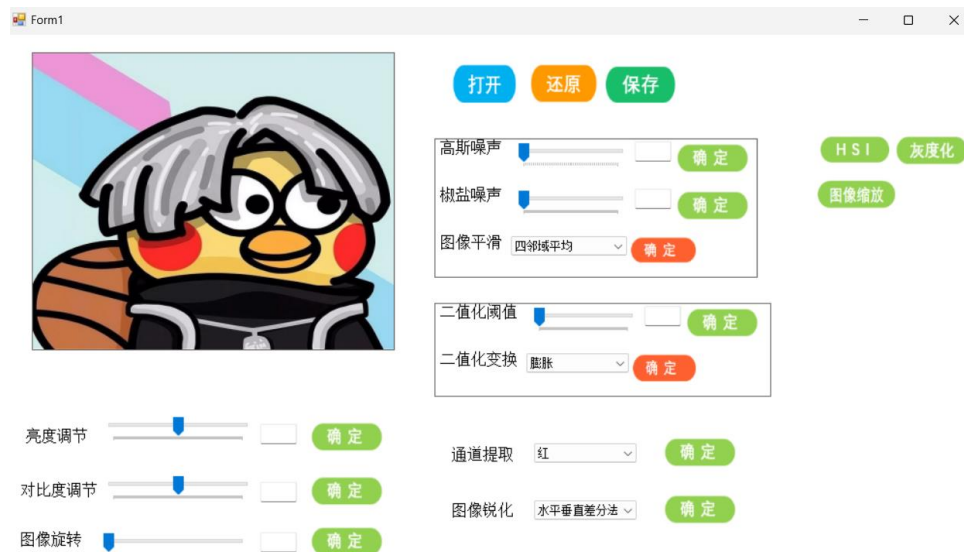 Form1
打开 还原 保存
高斯噪声 确 定
HSI 灰度化
椒盐噪声 确 定
图像缩放
图像平滑 四邻域平均 确 定
二值化阈值 确 定
二值化变换 膨胀 确 定
亮度调节 确 定
通道提取 红 确 定
对比度调节 确 定
图像锐化 水平垂直差分法 确 定
图像旋转 确 定